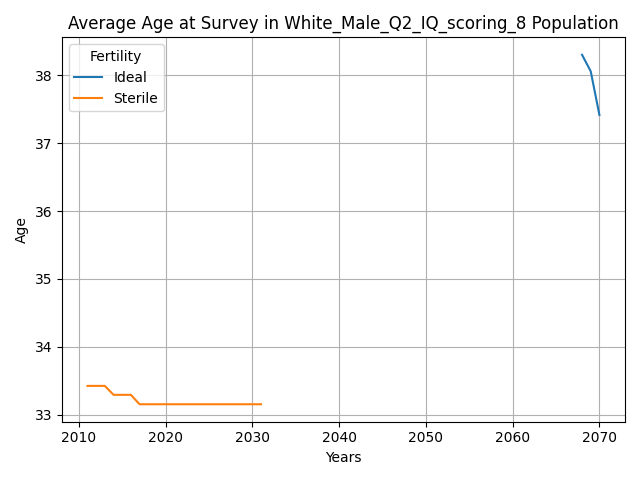 Average Age at Survey in White_Male_Q2_IQ_scoring_8 Population
Fertility
Ideal
Sterile
38
37
36
35
34
33
Age
2010 2020 2030 2040 2050 2060 2070
Years